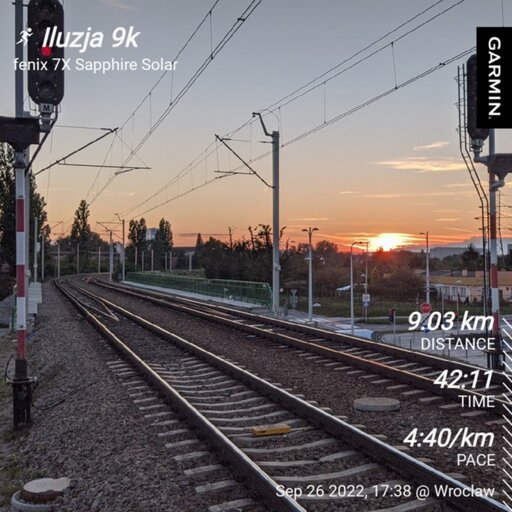 Iluzja 9k
fenix 7X Sapphire Solar
GARMIN
M
9.03 km
DISTANCE
42:11
TIME
4:40/km
PACE
Sep 26 2022, 17:38 @ Wroclaw